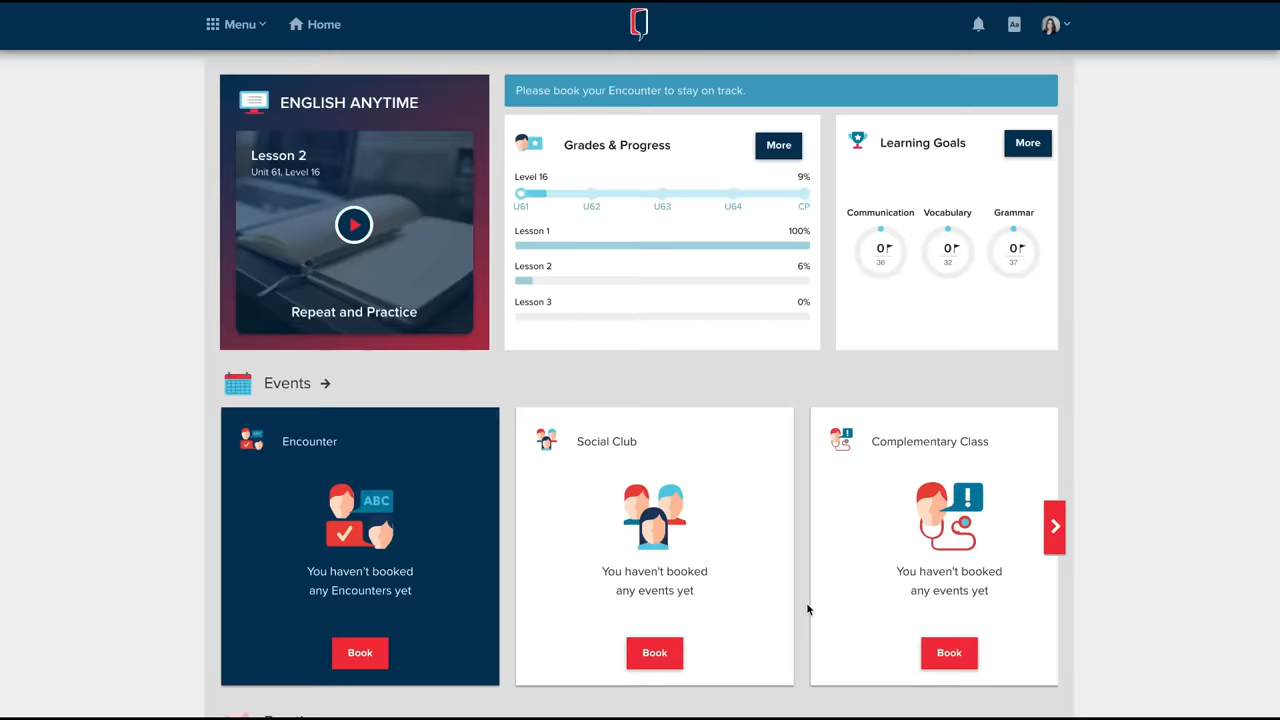 Menu
Home
Aa
ENGLISH ANYTIME
Lesson 2
Unit 61, Level 16
Repeat and Practice
Please book your Encounter to stay on track.
Grades & Progress
More
Level 16
9%
U61
U62
U63
U64
CP
Lesson 1
100%
Lesson 2
6%
Lesson 3
0%
Learning Goals
More
Communication
Vocabulary
Grammar
0
36
0
32
0
37
Events
Encounter
ABC
You haven't booked
any Encounters yet
Book
Social Club
You haven't booked
any events yet
Book
Complementary Class
!
You haven't booked
any events yet
Book